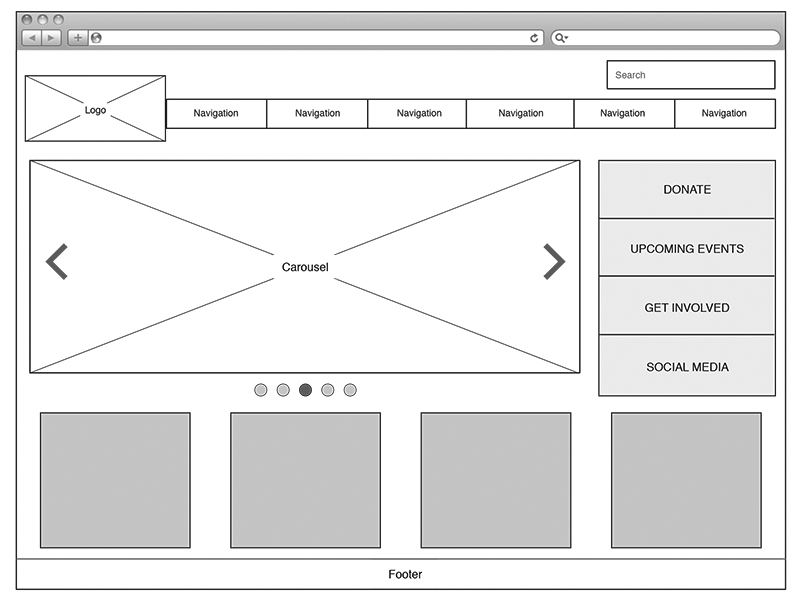 Search
Logo
Navigation
Navigation
Navigation
Navigation
Navigation
Navigation
Carousel
DONATE
UPCOMING EVENTS
GET INVOLVED
SOCIAL MEDIA
Footer